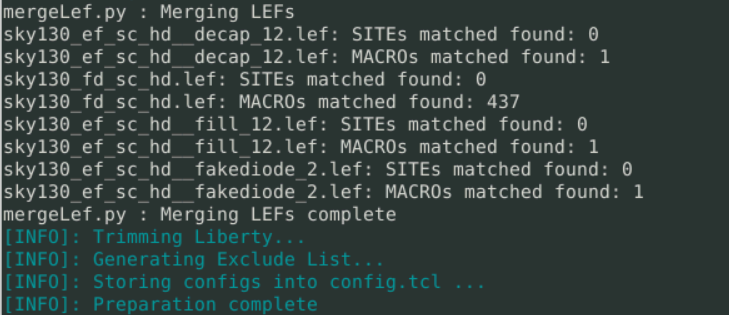 mergeLef.py : Merging LEFs
sky130_ef_sc_hd__decap_12.lef: SITEs matched found: 0
sky130_ef_sc_hd__decap_12.lef: MACROs matched found: 1
sky130_fd_sc_hd.lef: SITEs matched found: 0
sky130_fd_sc_hd.lef: MACROs matched found: 437
sky130_ef_sc_hd__fill_12.lef: SITEs matched found: 0
sky130_ef_sc_hd__fill_12.lef: MACROs matched found: 1
sky130_ef_sc_hd__fakediode_2.lef: SITEs matched found: 0
sky130_ef_sc_hd__fakediode_2.lef: MACROs matched found: 1
mergeLef.py : Merging LEFs complete
[INFO]: Trimming Liberty...
[INFO]: Generating Exclude List...
[INFO]: Storing configs into config.tcl ...
[INFO]: Preparation complete